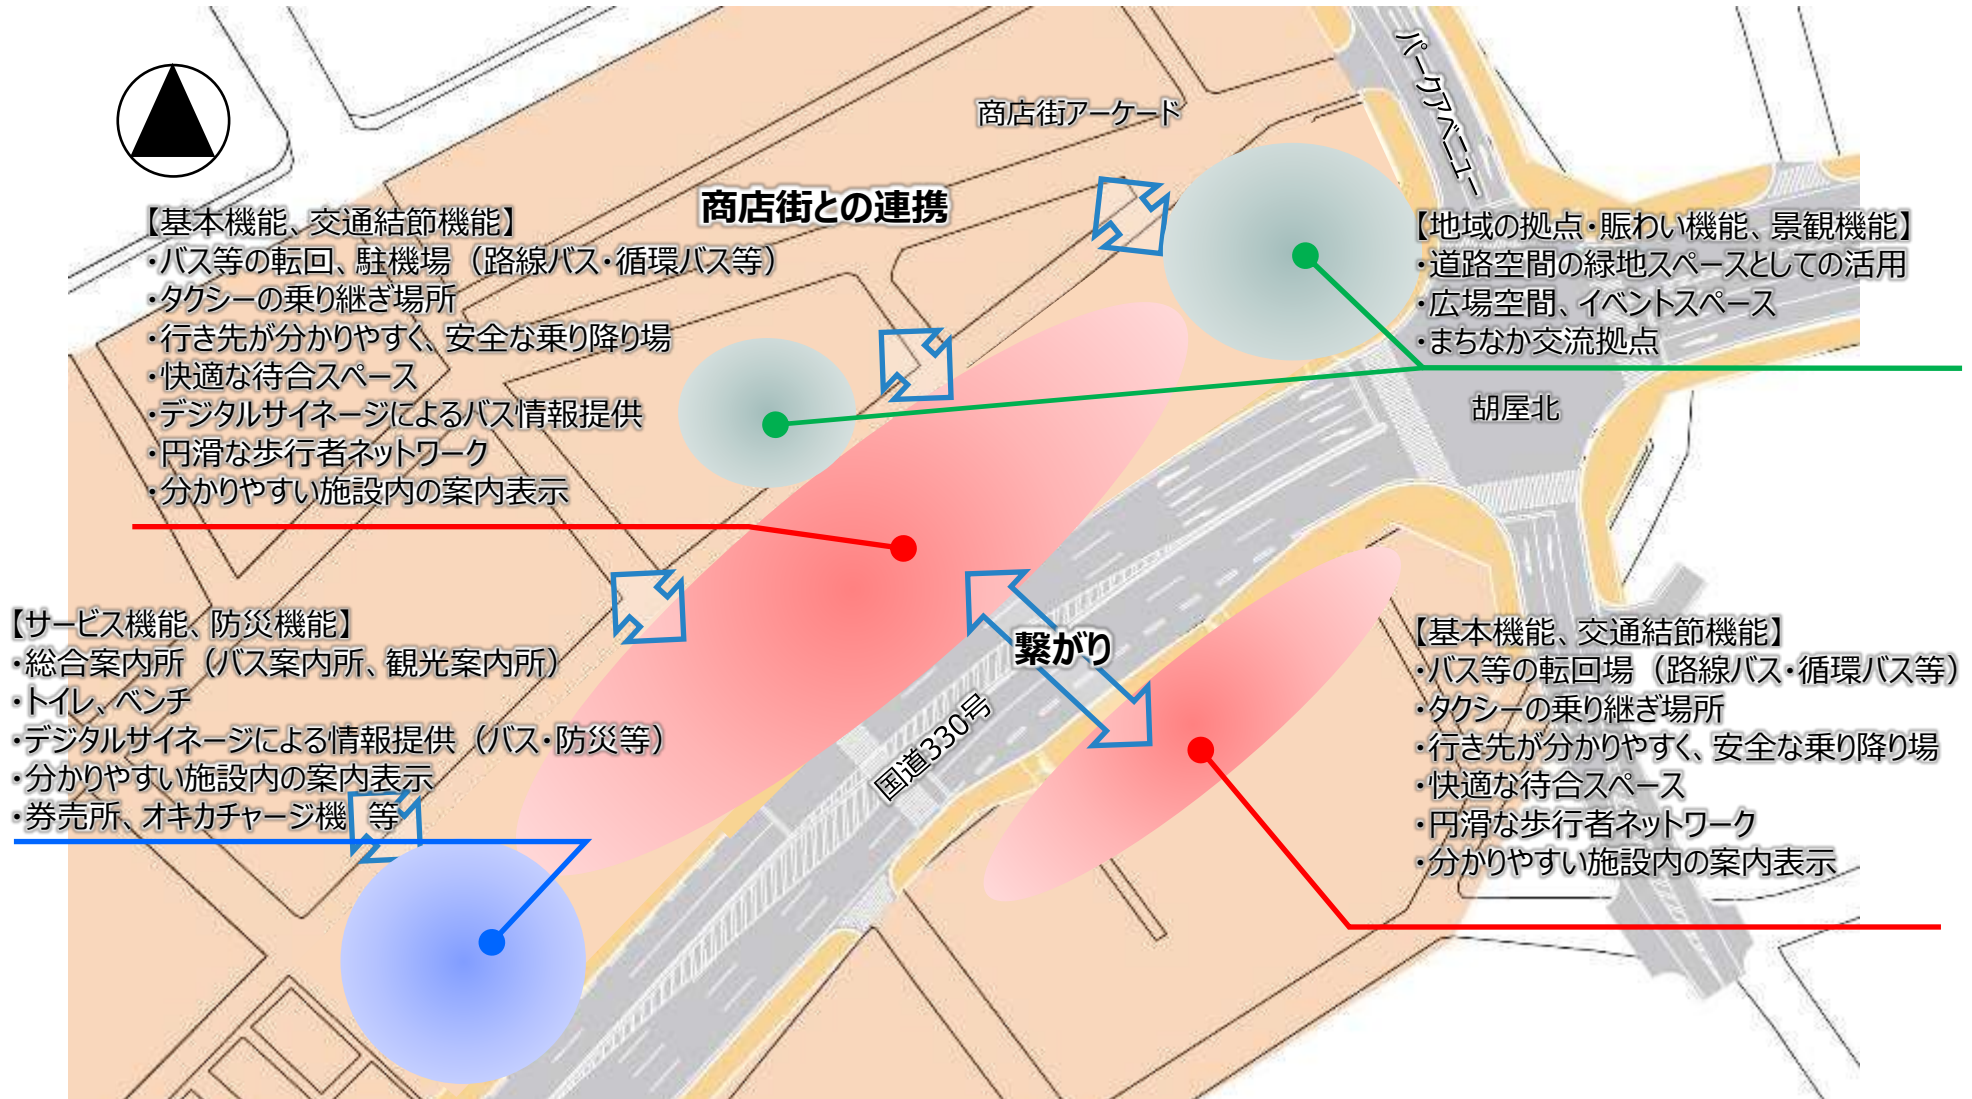 パークアベニュー
商店街アーケード
商店街との連携
【基本機能、交通結節機能】
・バス等の転回、駐機場（路線バス・循環バス等）
・タクシーの乗り継ぎ場所
・行き先が分かりやすく、安全な乗り降り場
・快適な待合スペース
・デジタルサイネージによるバス情報提供
・円滑な歩行者ネットワーク
・分かりやすい施設内の案内表示
【地域の拠点・賑わい機能、景観機能】
・道路空間の緑地スペースとしての活用
・広場空間、イベントスペース
・まちなか交流拠点
胡屋北
【サービス機能、防災機能】
・総合案内所（バス案内所、観光案内所）
・トイレ、ベンチ
・デジタルサイネージによる情報提供（バス・防災等）
・分かりやすい施設内の案内表示
・券売所、オキカチャージ機　等
繋がり
国道330号
【基本機能、交通結節機能】
・バス等の転回場（路線バス・循環バス等）
・タクシーの乗り継ぎ場所
・行き先が分かりやすく、安全な乗り降り場
・快適な待合スペース
・円滑な歩行者ネットワーク
・分かりやすい施設内の案内表示